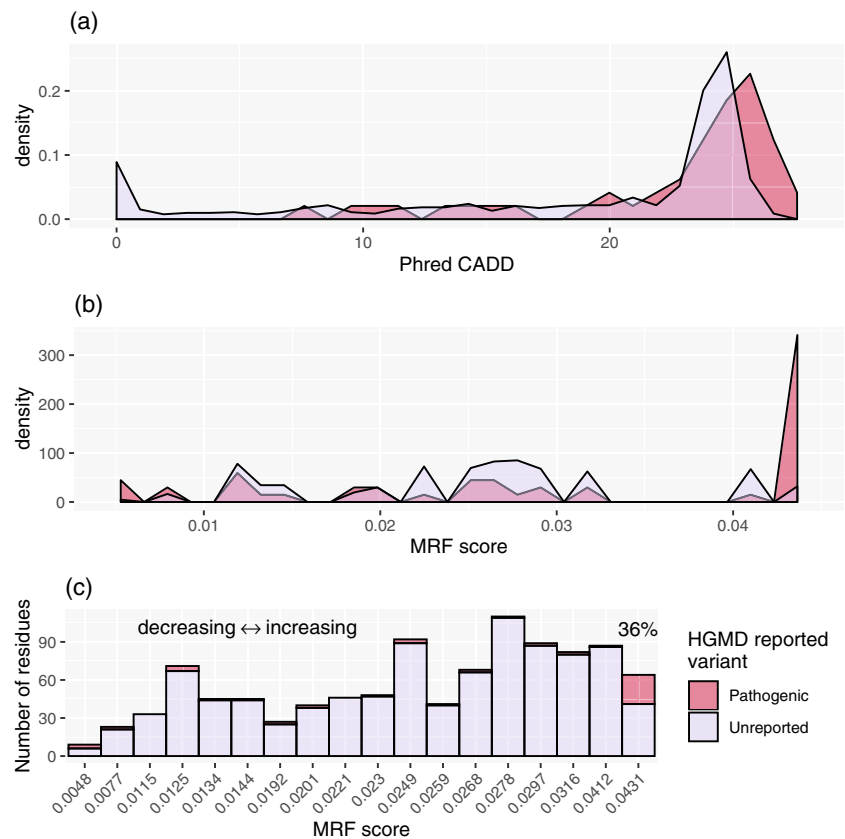 (a)
density
0.2
0.1
0.0
0
10
20
Phred CADD
(b)
density
300
200
100
0
0.01
0.02
0.03
0.04
MRF score
(c)
Number of residues
90
60
30
0
decreasing ↔ increasing
36%
0.0048
0.0077
0.0115
0.0125
0.0134
0.0144
0.0192
0.0201
0.0221
0.023
0.0249
0.0259
0.0268
0.0278
0.0297
0.0316
0.0412
0.0431
MRF score
HGMD reported
variant
Pathogenic
Unreported